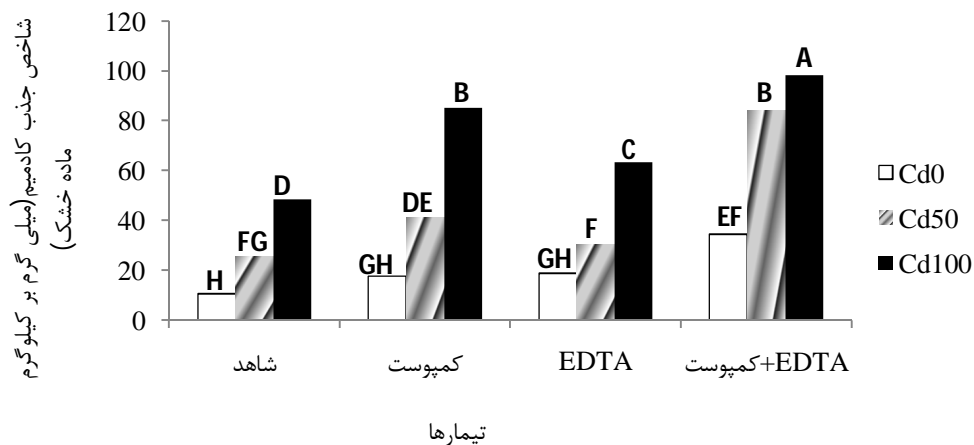 شاخص جذب کادمیم(میلی گرم بر کیلوگرم
ماده خشک)
120
100
80
60
40
20
0
H
FG
D
GH
DE
B
GH
F
C
EF
B
A
Cd0
Cd50
Cd100
شاهد
کمپوست
EDTA
کمپوست+EDTA
تیمارها